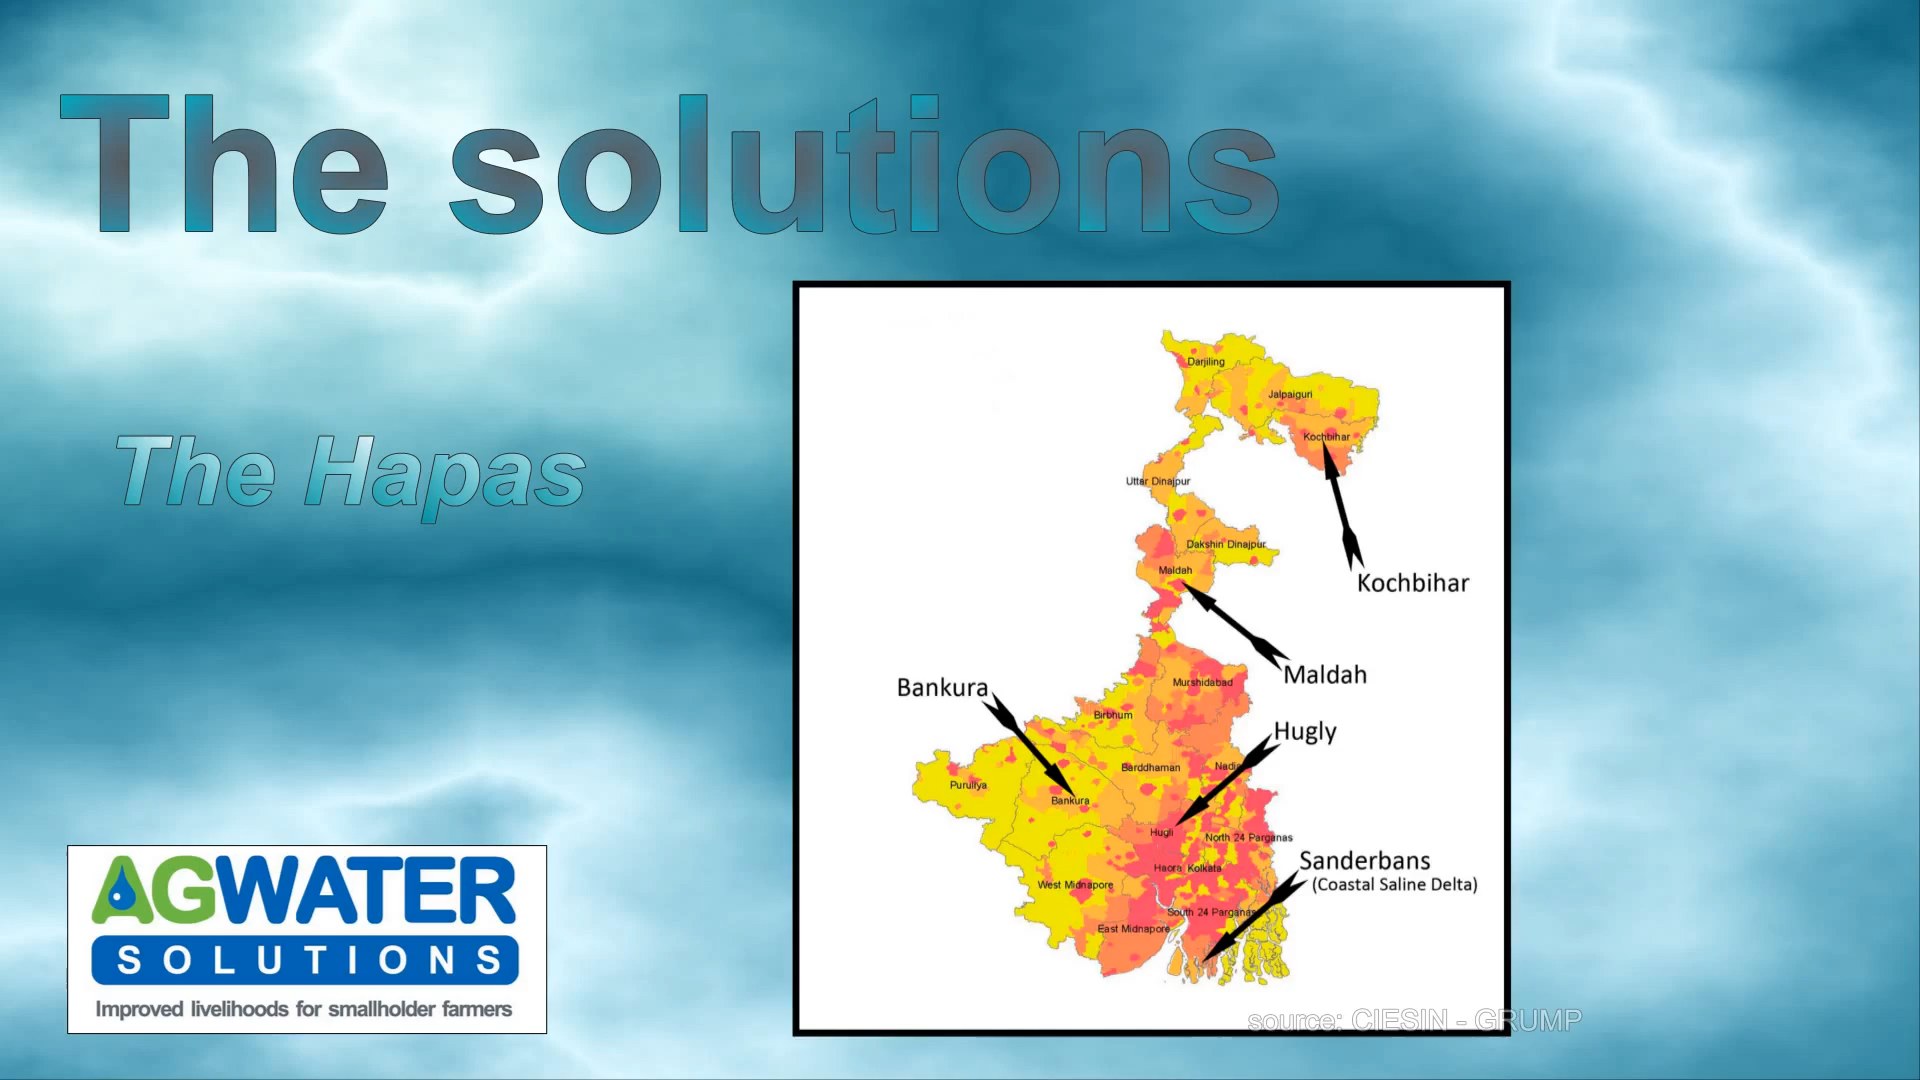 The solutions
The Hapas
Darjiling
Jalpaiguri
Kochbihar
Uttar Dinajpur
Dakshin Dinajpur
Maldah
Kochbihar
Maldah
Murshidabad
Bankura
Birbhum
Hugly
Barddhaman
Nadia
Puruliya
Bankura
Hugli
North 24 Parganas
Sanderbans
(Coastal Saline Delta)
Haora Kolkata
West Midnapore
South 24 Parganas
East Midnapore
AGWATER
SOLUTIONS
Improved livelihoods for smallholder farmers
source: CIESIN - GRUMP